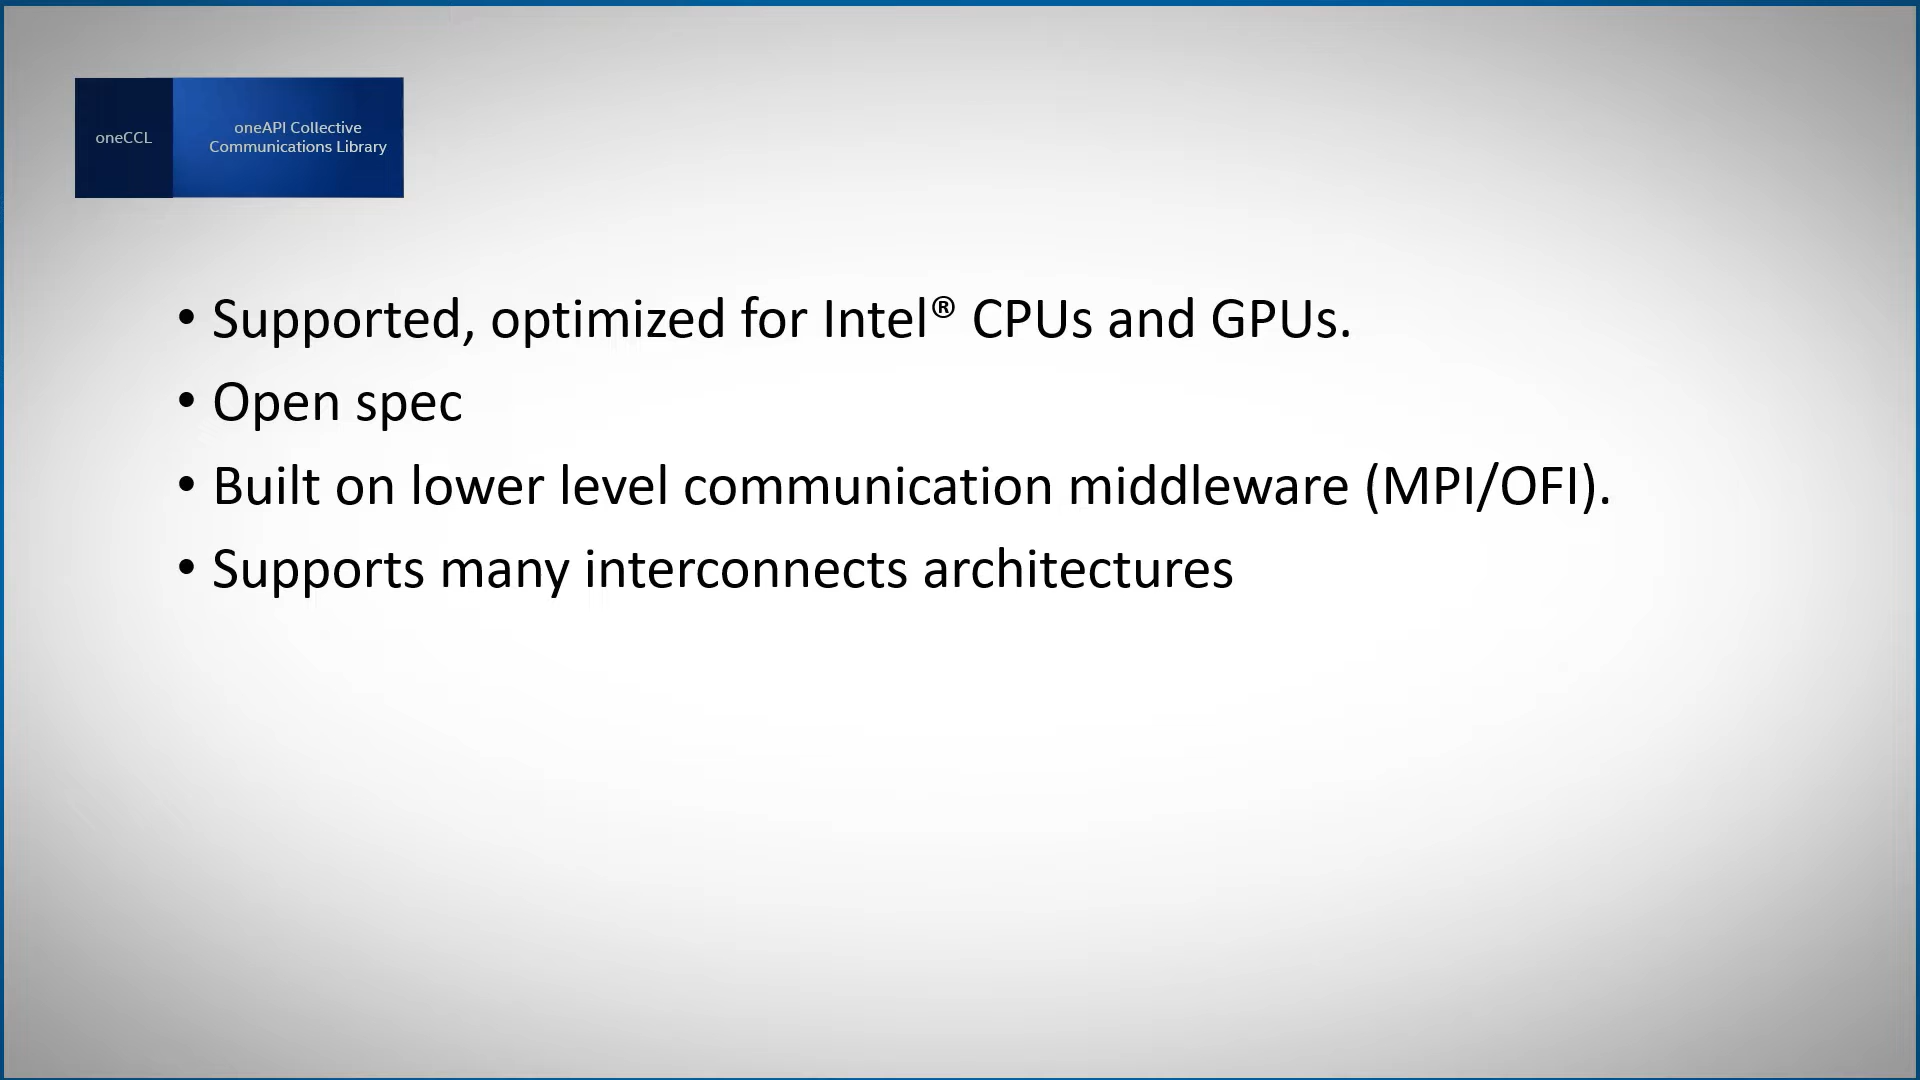 oneCCL
oneAPI Collective
Communications Library
• Supported, optimized for Intel® CPUs and GPUs.
• Open spec
• Built on lower level communication middleware (MPI/OFI).
• Supports many interconnects architectures